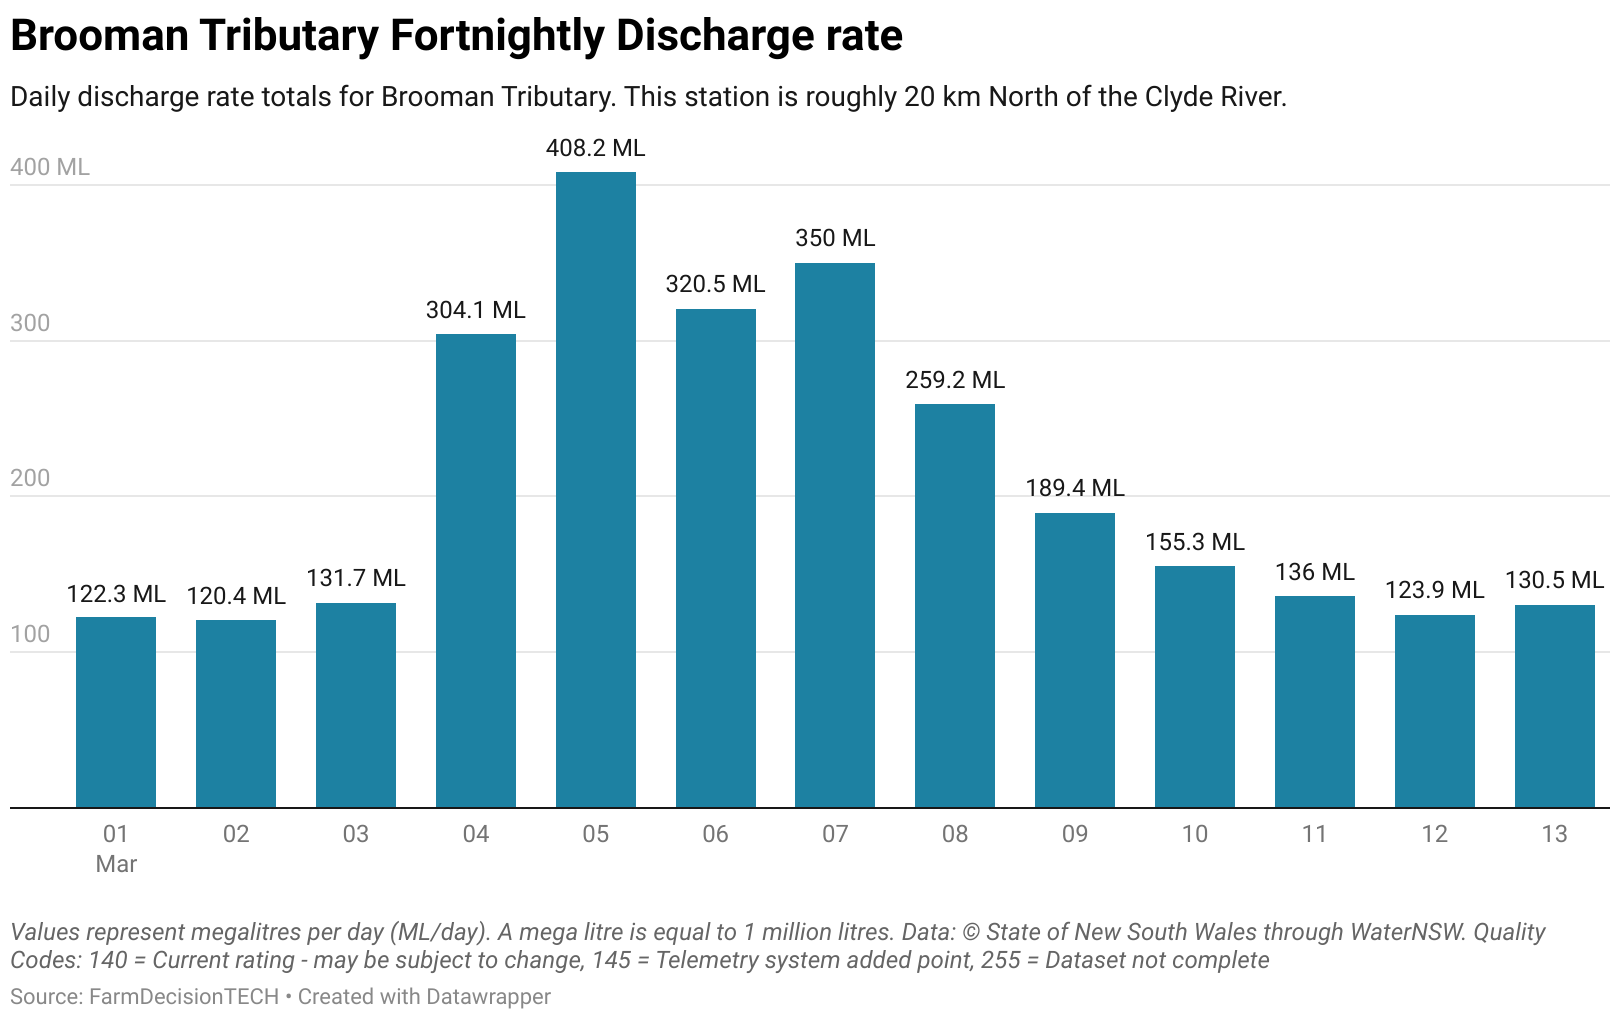 Brooman Tributary Fortnightly Discharge rate
Daily discharge rate totals for Brooman Tributary. This station is roughly 20 km North of the Clyde River.
408.2 ML
400 ML
350 ML
320.5 ML
304.1 ML
300
259.2 ML
200
189.4 ML
155.3 ML
136 ML
131.7 ML
130.5 ML
123.9 ML
122.3 ML
120.4 ML
100
01 02 03 04 05 06 07 08 09 10 11 12 13
Mar
Values represent megalitres per day (ML/day). A mega litre is equal to 1 million litres. Data: © State of New South Wales through WaterNSW. Quality
Codes: 140 = Current rating - may be subject to change, 145 = Telemetry system added point, 255 = Dataset not complete
Source: FarmDecisionTECH • Created with Datawrapper